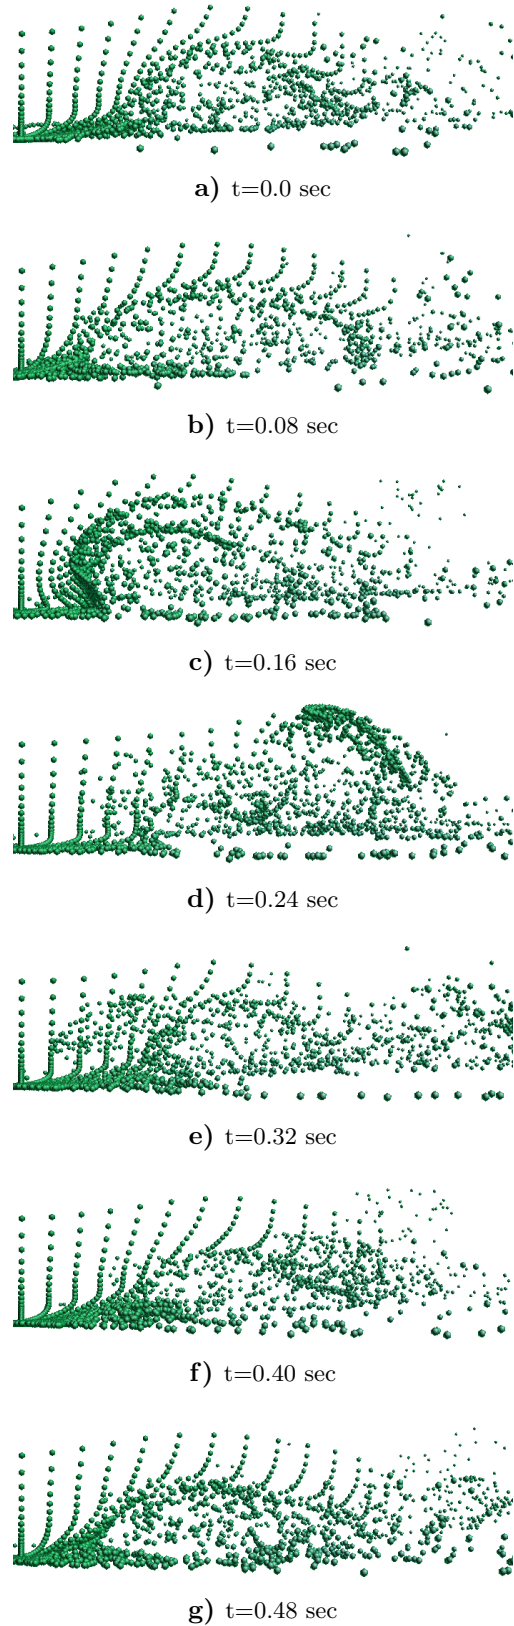 a) t=0.0 sec
b) t=0.08 sec
c) t=0.16 sec
d) t=0.24 sec
e) t=0.32 sec
f) t=0.40 sec
g) t=0.48 sec